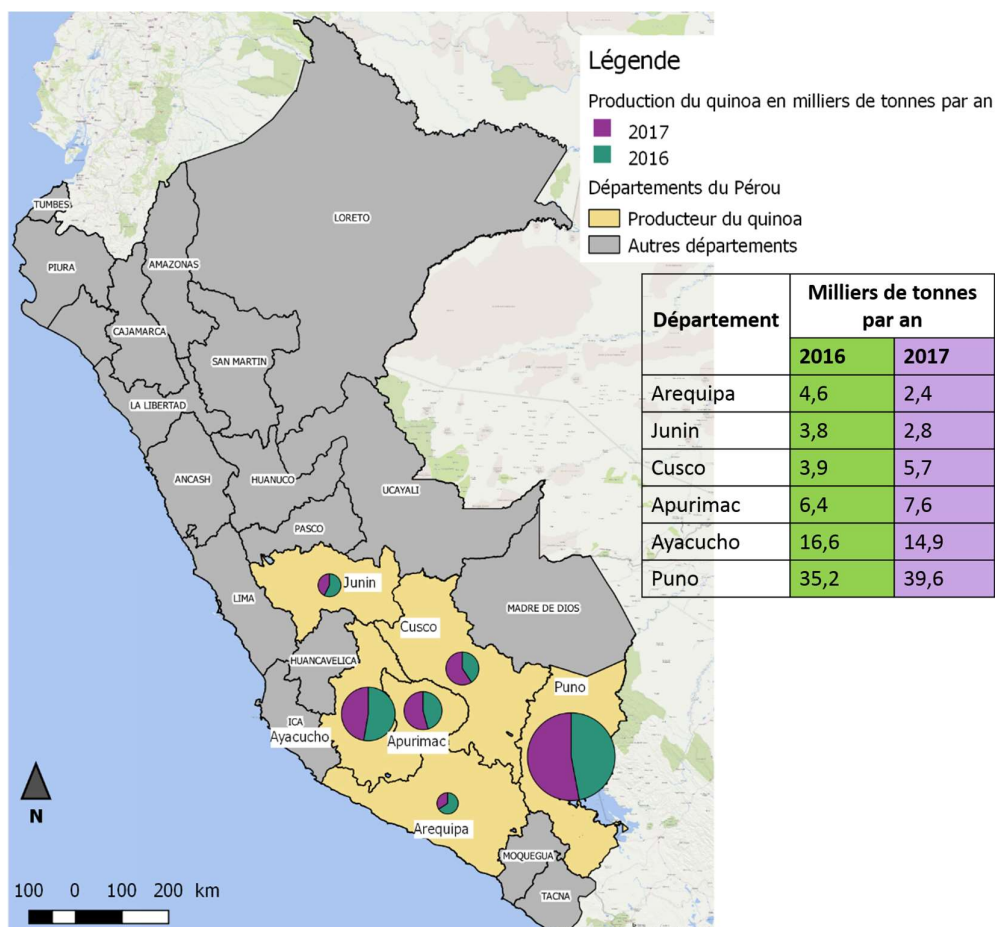 Légende
Production du quinoa en milliers de tonnes par an
2017
2016
Départements du Pérou
Producteur du quinoa
Autres départements
Département
Milliers de tonnes
par an
2016 2017
Arequipa 4,6 2,4
Junin 3,8 2,8
Cusco 3,9 5,7
Apurimac 6,4 7,6
Ayacucho 16,6 14,9
Puno 35,2 39,6
TUMBES
LORETO
PIURA
AMAZONAS
CAJAMARCA
SAN MARTIN
LA LIBERTAD
ANCASH
HUANUCO
UCAYALI
PASCO
Junin
LIMA
MADRE DE DIOS
Cusco
HUANCAVELICA
Puno
ICA
Ayacucho
Apurimac
Arequipa
MOQUEGUA
TACNA
N
100 0 100 200 km